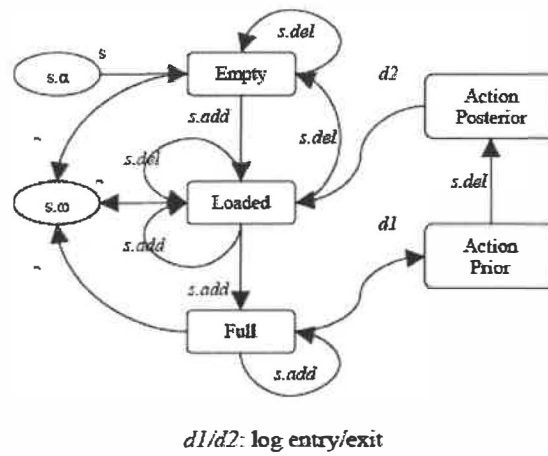 s.del
s
s.α
Empty
d2
Action
Posterior
s.add
s.del
s.del
s.del
s.ω
Loaded
d1
s.add
Action
Prior
s.add
Full
s.add
d1/d2: log entry/exit